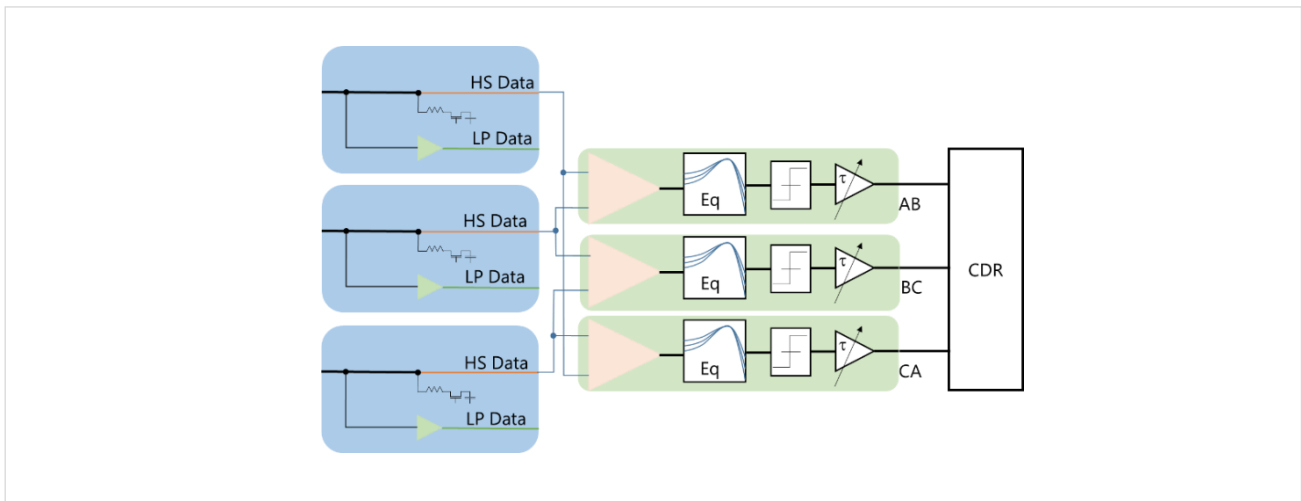 HS Data
LP Data
HS Data
LP Data
HS Data
LP Data
Eq
τ
AB
Eq
τ
BC
Eq
τ
CA
CDR